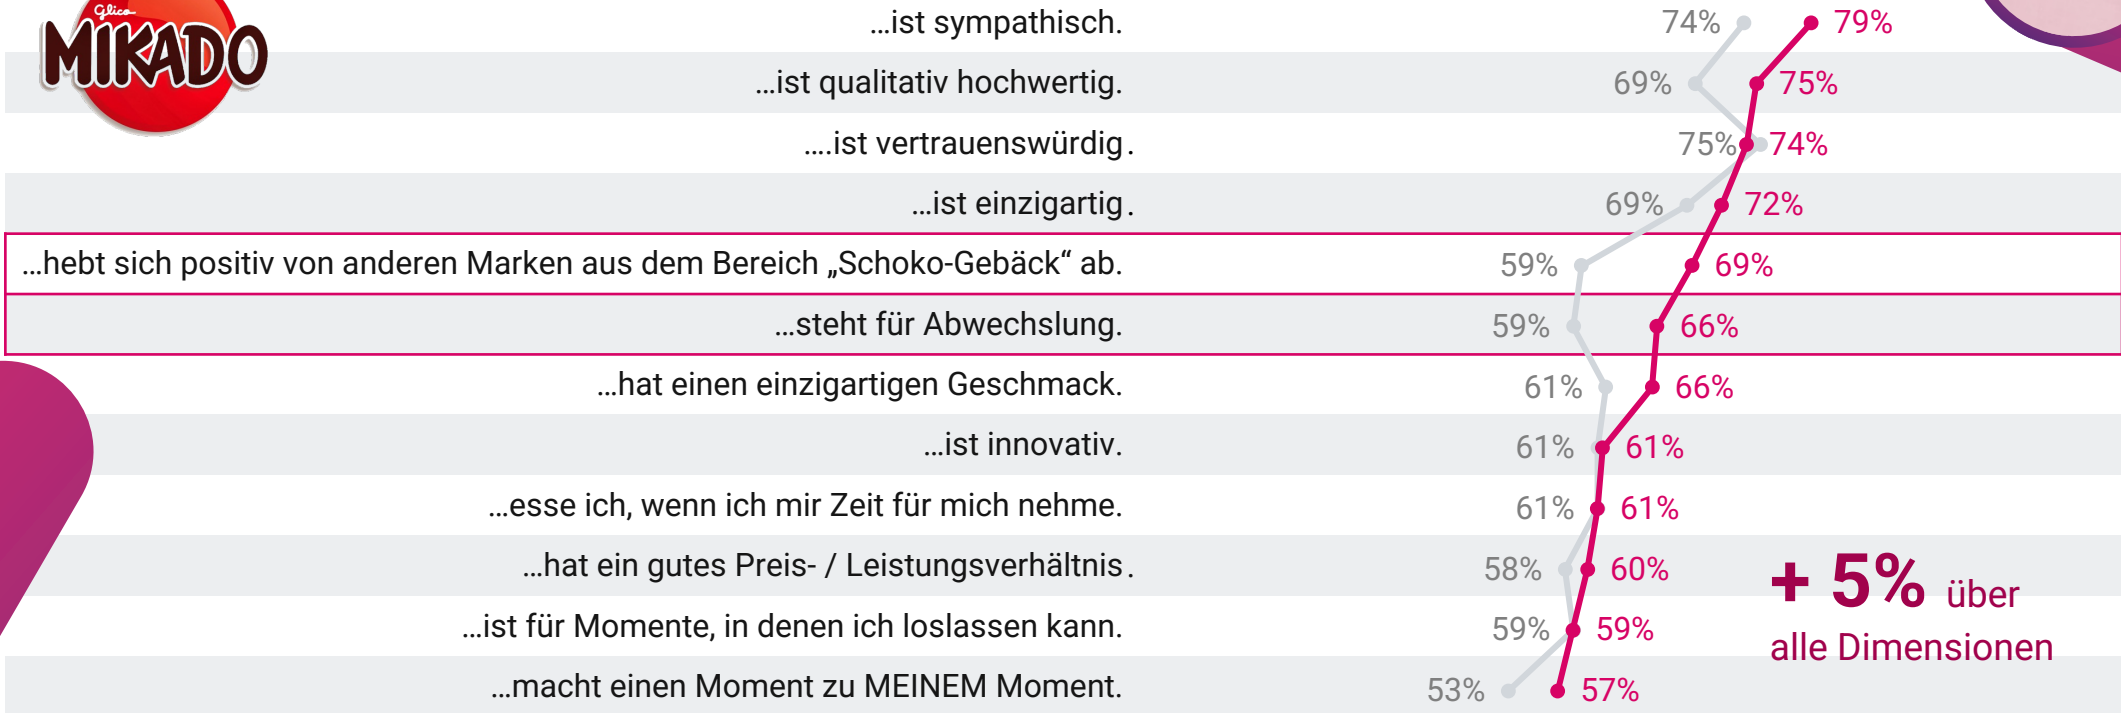 Glico
MIKADO
...ist sympathisch. 74% 79%
...ist qualitativ hochwertig. 69% 75%
....ist vertrauenswürdig. 75% 74%
...ist einzigartig. 69% 72%
...hebt sich positiv von anderen Marken aus dem Bereich „Schoko-Gebäck“ ab. 59% 69%
...steht für Abwechslung. 59% 66%
...hat einen einzigartigen Geschmack. 61% 66%
...ist innovativ. 61% 61%
...esse ich, wenn ich mir Zeit für mich nehme. 61% 61%
...hat ein gutes Preis- / Leistungsverhältnis. 58% 60%
...ist für Momente, in denen ich loslassen kann. 59% 59%
...macht einen Moment zu MEINEM Moment. 53% 57%
+ 5% über
alle Dimensionen